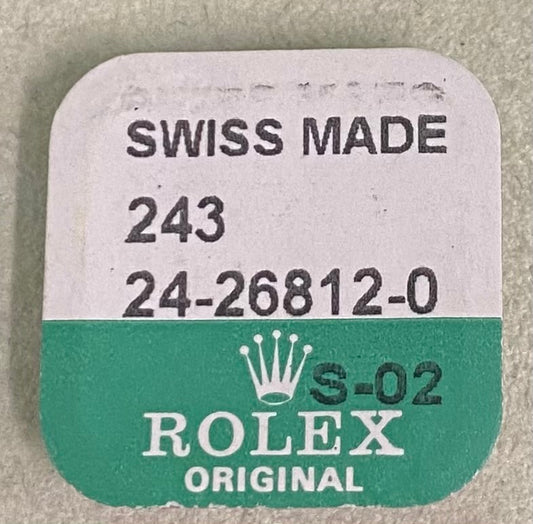 SWISS MADE
243
24-26812-0
S-02
ROLEX
ORIGINAL